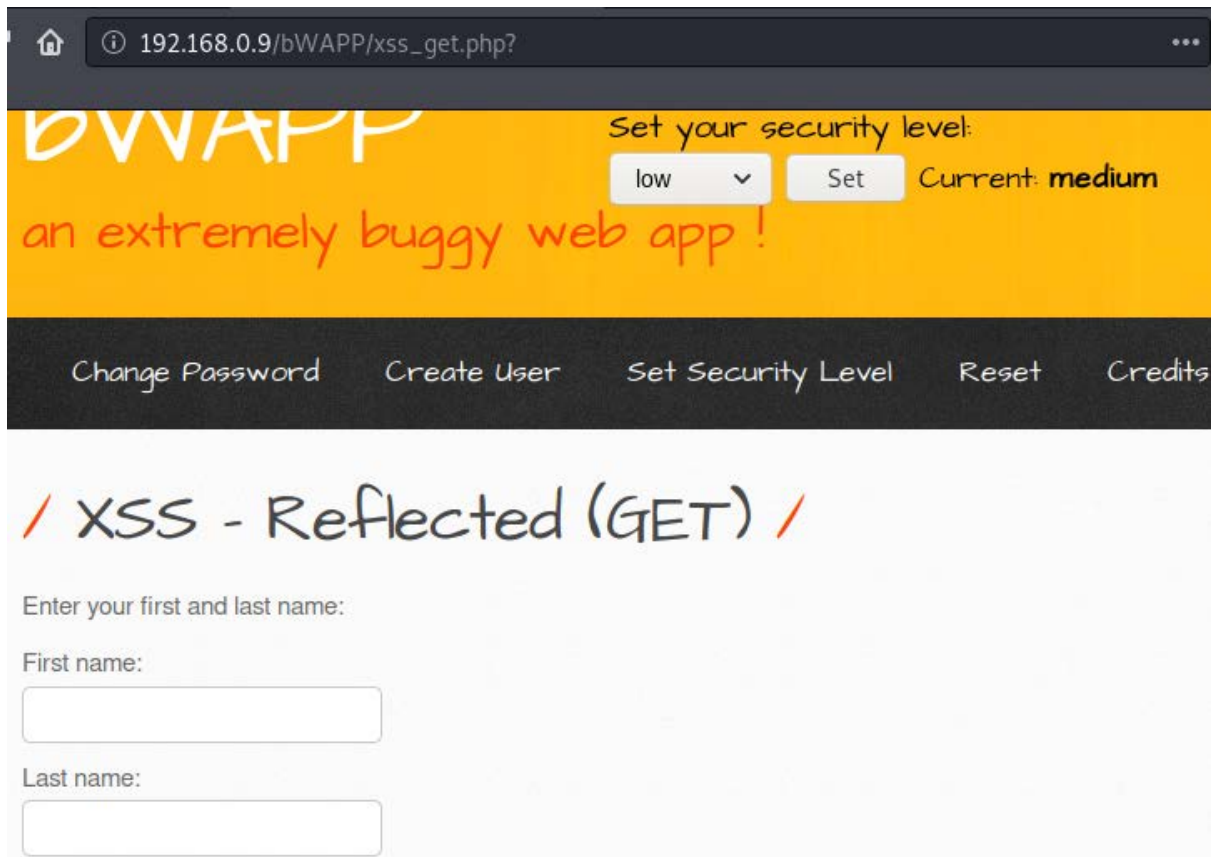 192.168.0.9/bWAPP/xss_get.php?
bWAPP
Set your security level:
low Set Current: medium
an extremely buggy web app !
Change Password Create User Set Security Level Reset Credits
/ XSS - Reflected (GET) /
Enter your first and last name:
First name:
Last name: